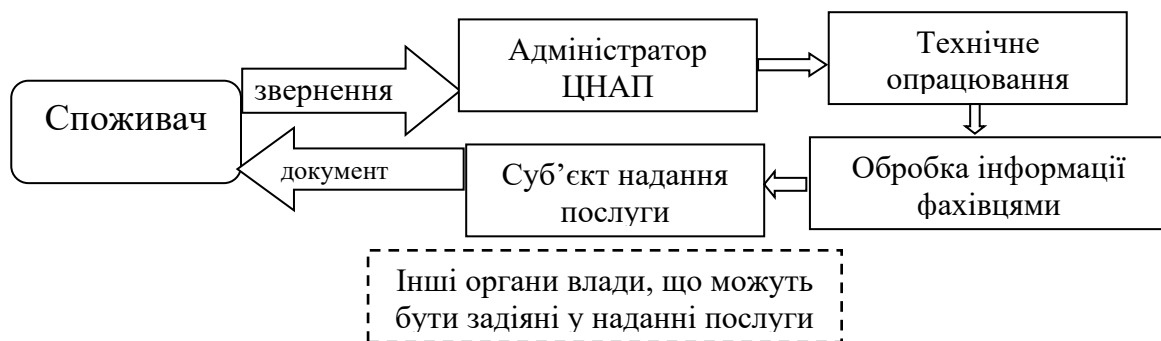 Споживач
звернення
Адміністратор
ЦНАП
Технічне
опрацювання
Обробка інформації
фахівцями
Суб’єкт надання
послуги
документ
Інші органи влади, що можуть
бути задіяні у наданні послуги